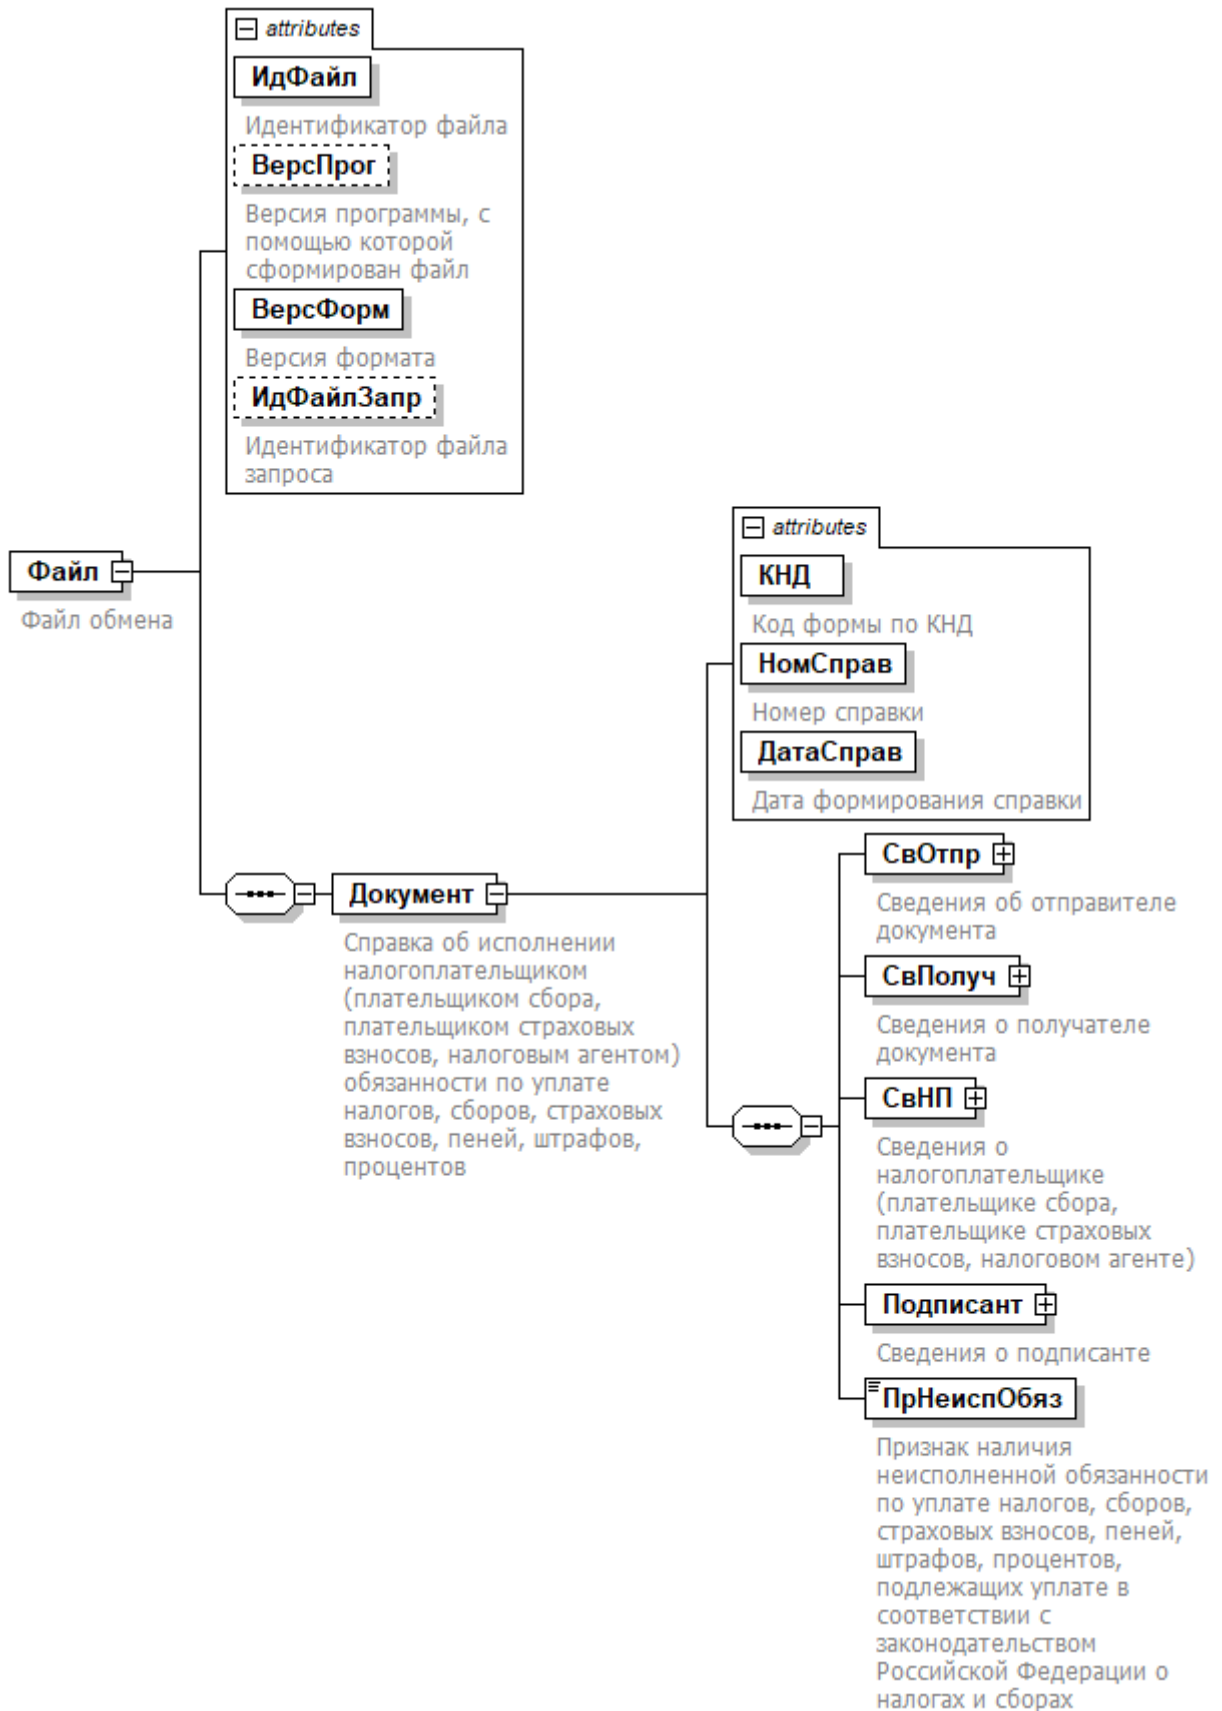 attributes
ИдФайл
Идентификатор файла
ВерсПрог
Версия программы, с
помощью которой
сформирован файл
ВерсФорм
Версия формата
ИдФайлЗапр
Идентификатор файла
запроса
Файл
Файл обмена
attributes
КНД
Код формы по КНД
НомСправ
Номер справки
ДатаСправ
Дата формирования справки
Документ
Справка об исполнении
налогоплательщиком
(плательщиком сбора,
плательщиком страховых
взносов, налоговым агентом)
обязанности по уплате
налогов, сборов, страховых
взносов, пеней, штрафов,
процентов
СвОтпр
Сведения об отправителе
документа
СвПолуч
Сведения о получателе
документа
СвНП
Сведения о
налогоплательщике
(плательщике сбора,
плательщике страховых
взносов, налоговом агенте)
Подписант
Сведения о подписанте
ПрНеиспОбяз
Признак наличия
неисполненной обязанности
по уплате налогов, сборов,
страховых взносов, пеней,
штрафов, процентов,
подлежащих уплате в
соответствии с
законодательством
Российской Федерации о
налогах и сборах